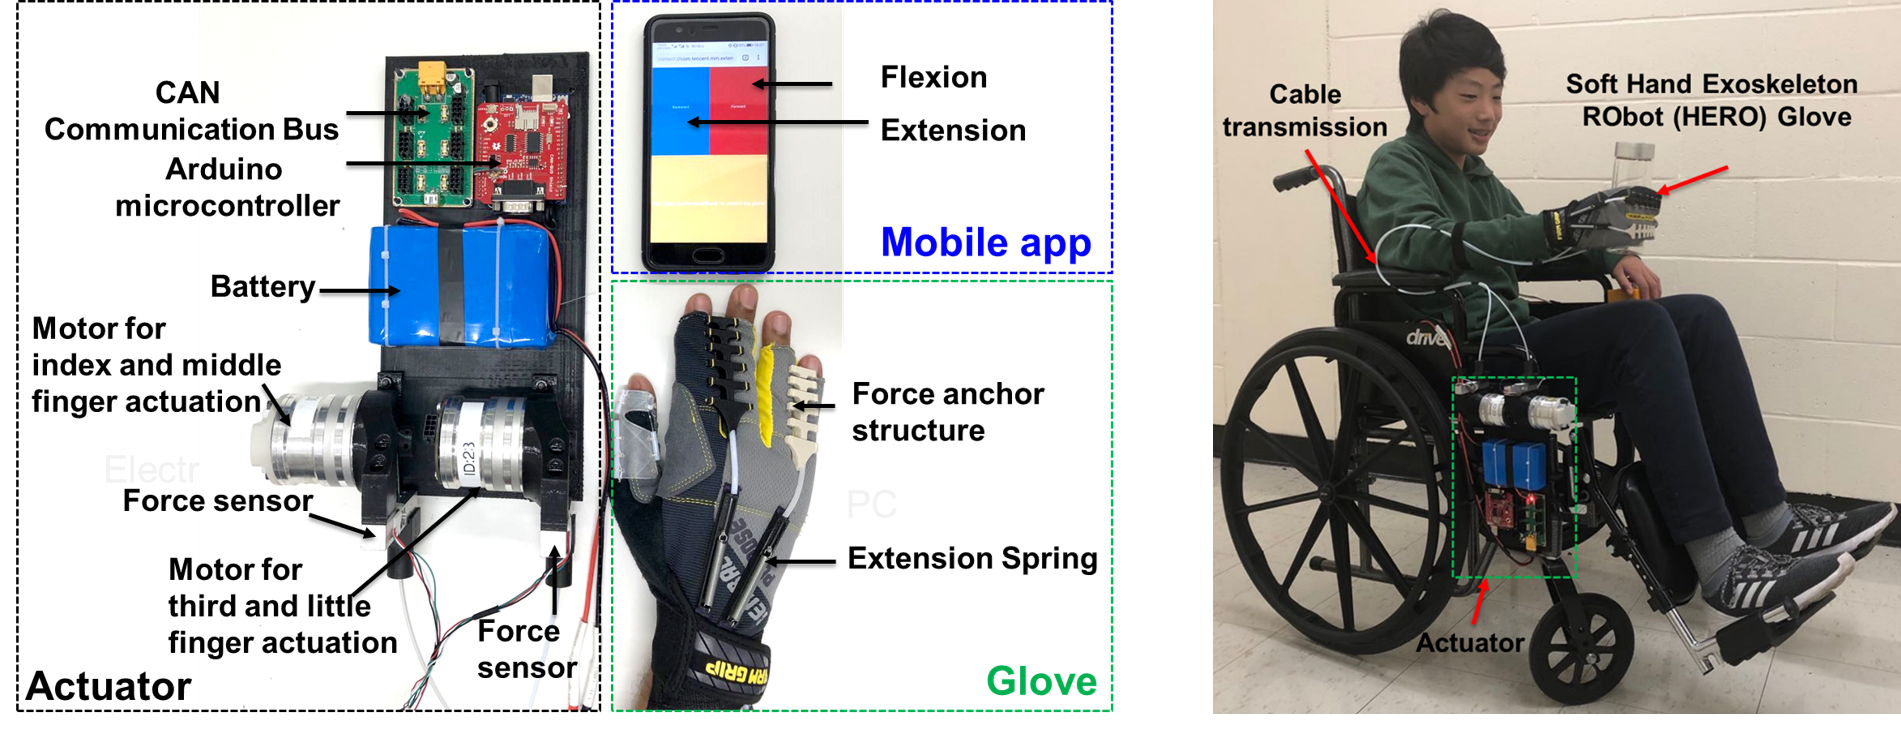 CAN
Communication Bus
Arduino
microcontroller
Battery
Motor for
index and middle
finger actuation
Electr
Force sensor
ID:23
Motor for
third and little
finger actuation
Force
sensor
Actuator
Flexion
Extension
Mobile app
Force anchor
structure
PC
Extension Spring
FIRM GRIP
Glove
Cable
transmission
Soft Hand Exoskeleton
RObot (HERO) Glove
drive
Actuator